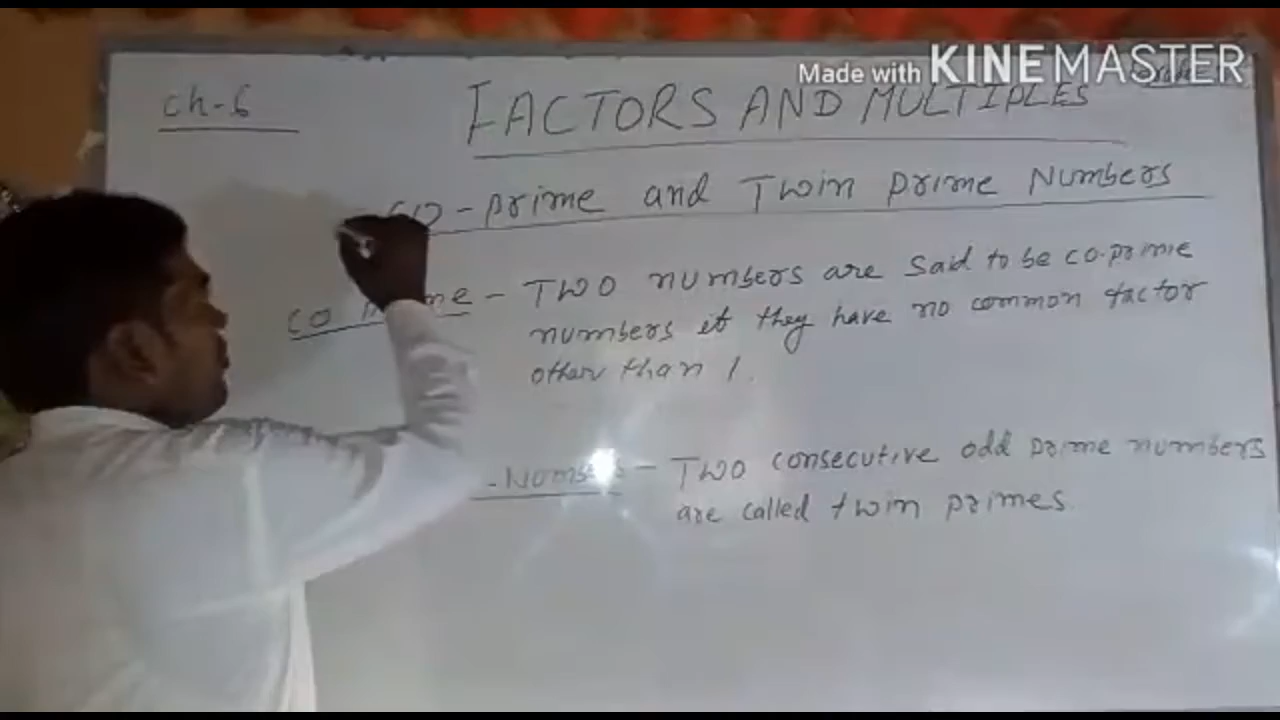 Made with KINEMASTER
Ch-6
FACTORS AND MULTIPLES
CO-prime and Twin prime Numbers
CO - Two numbers are said to be co-prime
numbers if they have no common factor
other than 1.
-Numbers - Two consecutive odd prime numbers
are called twin primes.